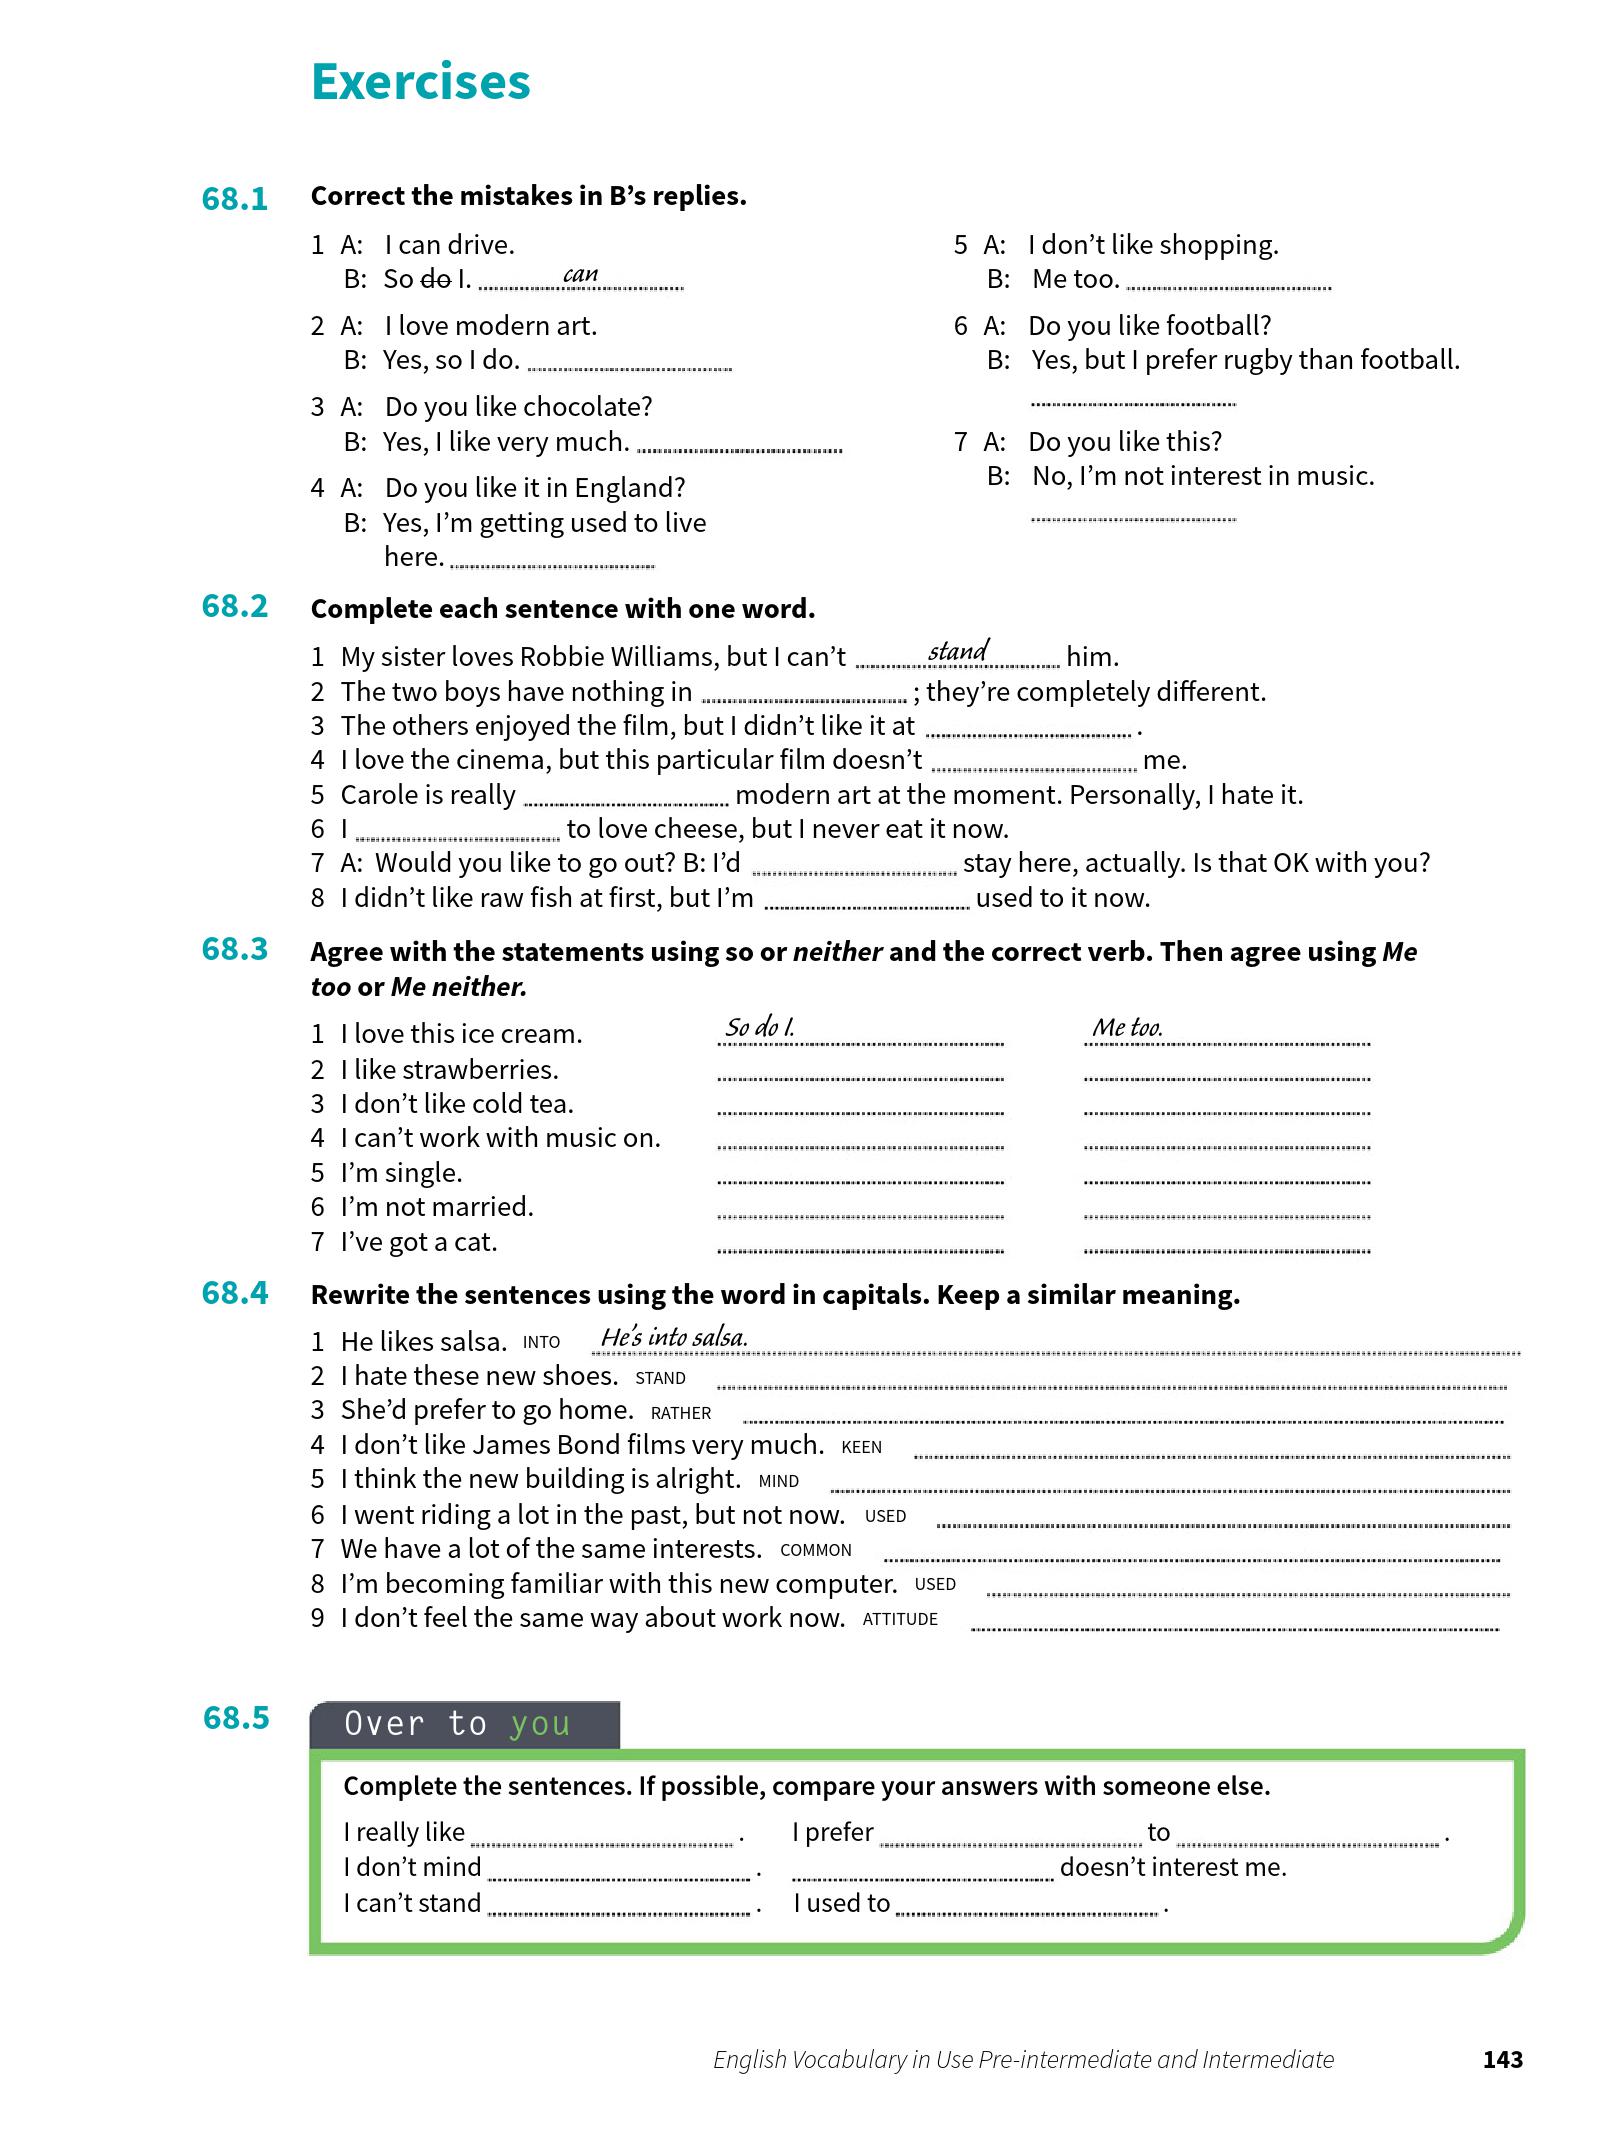 Exercises
68.1 Correct the mistakes in B’s replies.
1 A: I can drive.
B: So do I. can
2 A: I love modern art.
B: Yes, so I do.
3 A: Do you like chocolate?
B: Yes, I like very much.
4 A: Do you like it in England?
B: Yes, I’m getting used to live
here.
5 A: I don’t like shopping.
B: Me too.
6 A: Do you like football?
B: Yes, but I prefer rugby than football.
7 A: Do you like this?
B: No, I’m not interest in music.
68.2 Complete each sentence with one word.
1 My sister loves Robbie Williams, but I can’t stand him.
2 The two boys have nothing in ; they’re completely different.
3 The others enjoyed the film, but I didn’t like it at .
4 I love the cinema, but this particular film doesn’t me.
5 Carole is really modern art at the moment. Personally, I hate it.
6 I to love cheese, but I never eat it now.
7 A: Would you like to go out? B: I’d stay here, actually. Is that OK with you?
8 I didn’t like raw fish at first, but I’m used to it now.
68.3 Agree with the statements using so or neither and the correct verb. Then agree using Me
too or Me neither.
1 I love this ice cream. So do I. Me too.
2 I like strawberries.
3 I don’t like cold tea.
4 I can’t work with music on.
5 I’m single.
6 I’m not married.
7 I’ve got a cat.
68.4 Rewrite the sentences using the word in capitals. Keep a similar meaning.
1 He likes salsa. INTO He’s into salsa.
2 I hate these new shoes. STAND
3 She’d prefer to go home. RATHER
4 I don’t like James Bond films very much. KEEN
5 I think the new building is alright. MIND
6 I went riding a lot in the past, but not now. USED
7 We have a lot of the same interests. COMMON
8 I’m becoming familiar with this new computer. USED
9 I don’t feel the same way about work now. ATTITUDE
68.5 Over to you
Complete the sentences. If possible, compare your answers with someone else.
I really like . I prefer to .
I don’t mind . doesn’t interest me.
I can’t stand . I used to .
English Vocabulary in Use Pre-intermediate and Intermediate 143